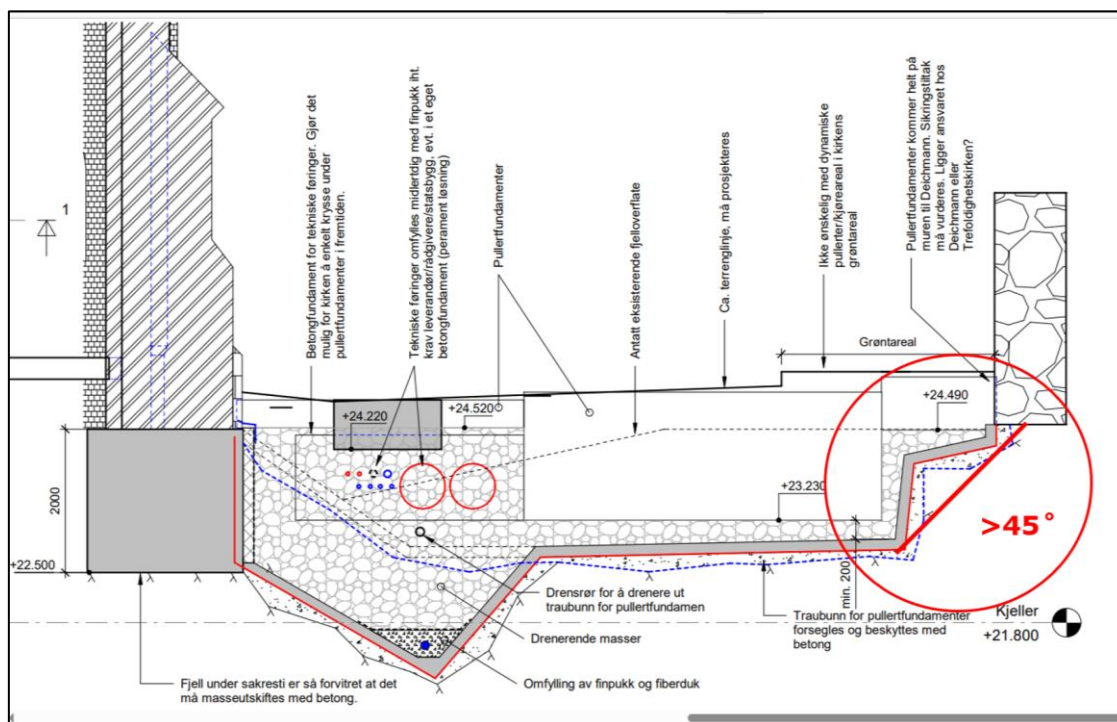 Betongfundament for tekniske føringer. Gjør det
mulig for kirken å enkelt krysse under
pullertfundamenter i fremtiden.
Tekniske føringer omfylles midlertidig med finpukk iht.
krav leverandør/rådgivere/statsbygg, evt. i et eget
betongfundament (perament løsning)
Pullertfundamenter
Antatt eksisterende fjelloverflate
Ca. terrenglinje, må prosjekteres
Ikke ønskelig med dynamiske
pullerter/kjøreareal i kirkens
grøntareal
Pullertfundamenter kommer helt på
muren til Deichmann. Sikringstiltak
må vurderes. Ligger ansvaret hos
Deichmann eller
Trefoldighetskirken?
1
Grøntareal
+24.220
+24.520
+24.490
2000
+23.230
>45°
+22.500
min. 200
Drensrør for å drenere ut
traubunn for pullertfundamen
Kjeller
+21.800
Traubunn for pullertfundamenter
forsegles og beskyttes med
betong
Drenerende masser
Omfylling av finpukk og fiberduk
Fjell under sakresti er så forvitret at det
må masseutskiftes med betong.